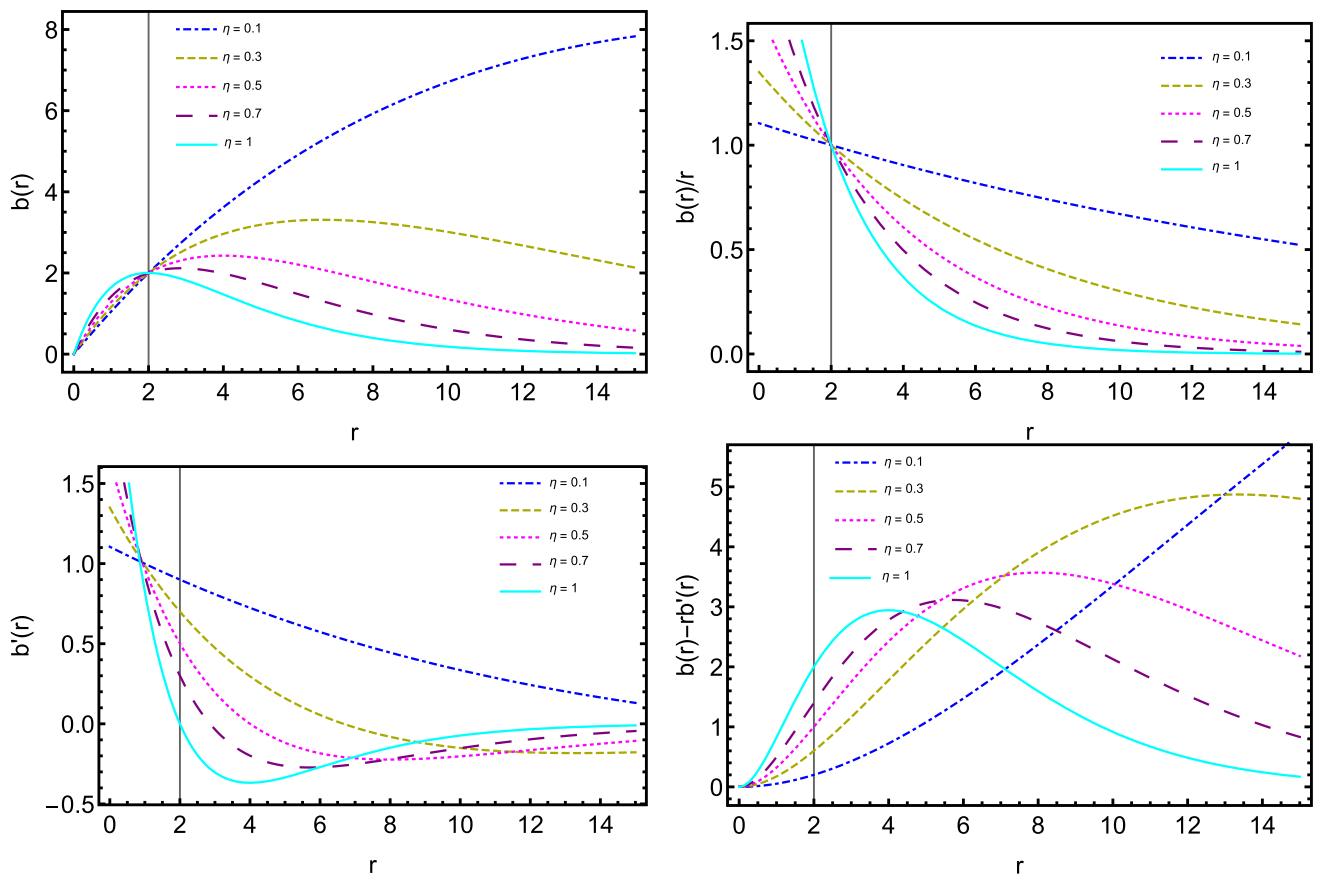 η = 0.1
η = 0.3
η = 0.5
η = 0.7
η = 1
b(r)
8
6
4
2
0
0 2 4 6 8 10 12 14
r
η = 0.1
η = 0.3
η = 0.5
η = 0.7
η = 1
b(r)/r
1.5
1.0
0.5
0.0
0 2 4 6 8 10 12 14
r
η = 0.1
η = 0.3
η = 0.5
η = 0.7
η = 1
b'(r)
1.5
1.0
0.5
0.0
−0.5
0 2 4 6 8 10 12 14
r
η = 0.1
η = 0.3
η = 0.5
η = 0.7
η = 1
b(r)−rb'(r)
5
4
3
2
1
0
0 2 4 6 8 10 12 14
r